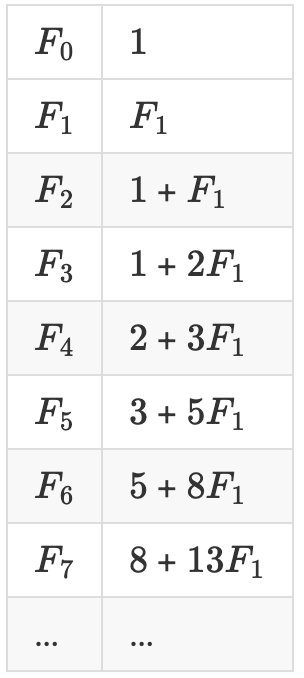 F₀ 1
F₁ F₁
F₂ 1 + F₁
F₃ 1 + 2F₁
F₄ 2 + 3F₁
F₅ 3 + 5F₁
F₆ 5 + 8F₁
F₇ 8 + 13F₁
... ...